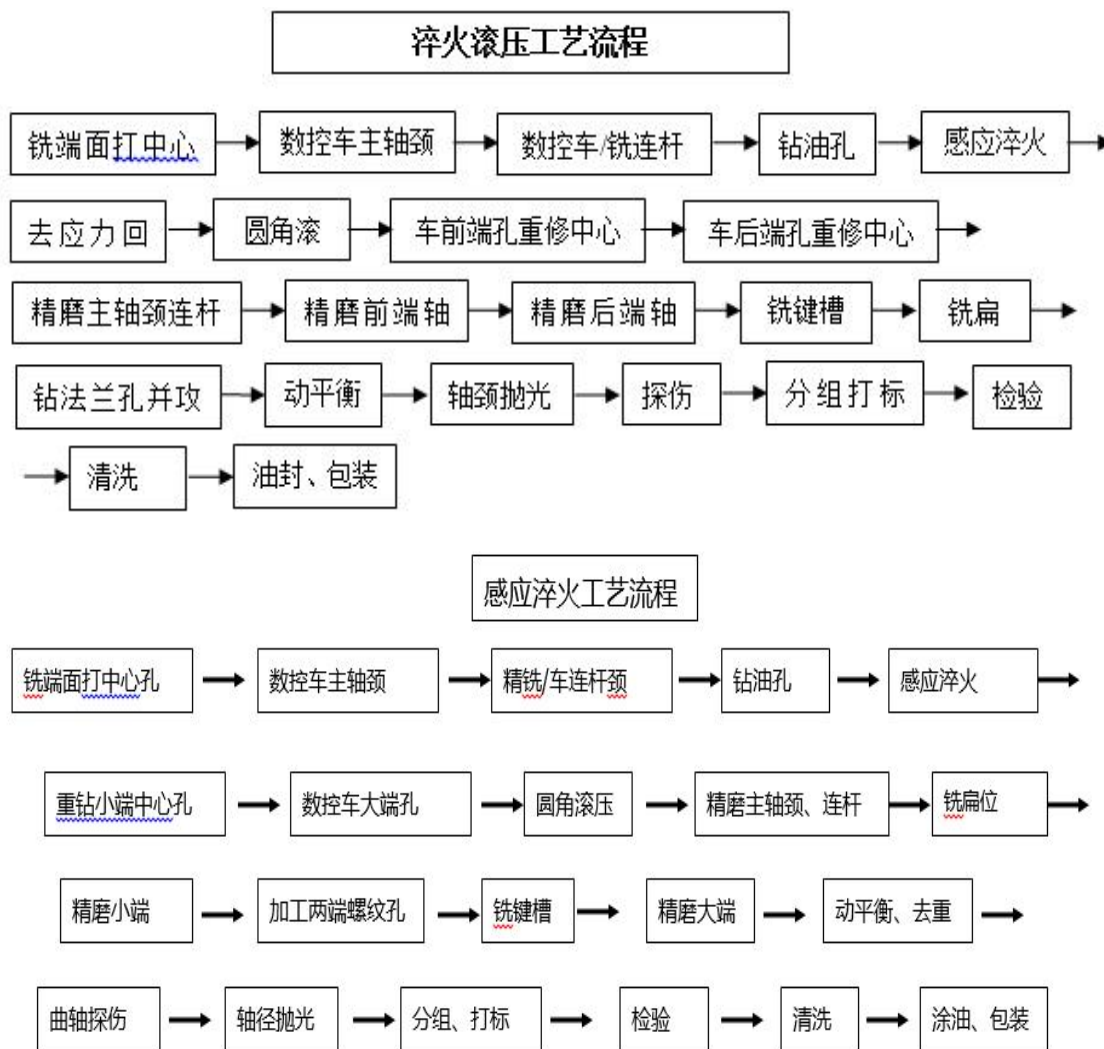 淬火滚压工艺流程
铣端面打中心 数控车主轴颈 数控车/铣连杆 钻油孔 感应淬火
去应力回 圆角滚 车前端孔重修中心 车后端孔重修中心
精磨主轴颈连杆 精磨前端轴 精磨后端轴 铣键槽 铣扁
钻法兰孔并攻 动平衡 轴颈抛光 探伤 分组打标 检验
清洗 油封、包装
感应淬火工艺流程
铣端面打中心孔 数控车主轴颈 精铣/车连杆颈 钻油孔 感应淬火
重钻小端中心孔 数控车大端孔 圆角滚压 精磨主轴颈、连杆 铣扁位
精磨小端 加工两端螺纹孔 铣键槽 精磨大端 动平衡、去重
曲轴探伤 轴径抛光 分组、打标 检验 清洗 涂油、包装